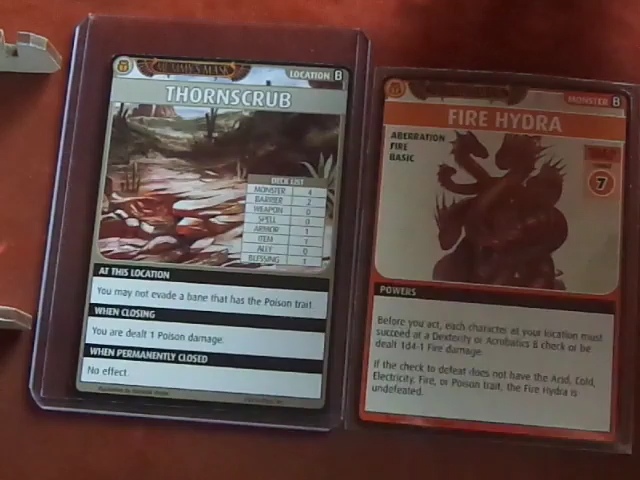 MUMMY'S MASK
LOCATION B
THORNSCRUB
DECK LIST
MONSTER 4
BARRIER 2
WEAPON 0
SPELL 0
ARMOR 1
ITEM 1
ALLY 0
BLESSING 1
AT THIS LOCATION
You may not evade a bane that has the Poison trait.
WHEN CLOSING
You are dealt 1 Poison damage.
WHEN PERMANENTLY CLOSED
No effect.
MONSTER B
FIRE HYDRA
ABERRATION
FIRE
BASIC
7
POWERS
Before you act, each character at your location must
succeed at a Dexterity or Acrobatics 8 check or be
dealt 1d4-1 Fire damage.
If the check to defeat does not have the Acid, Cold,
Electricity, Fire, or Poison trait, the Fire Hydra is
undefeated.